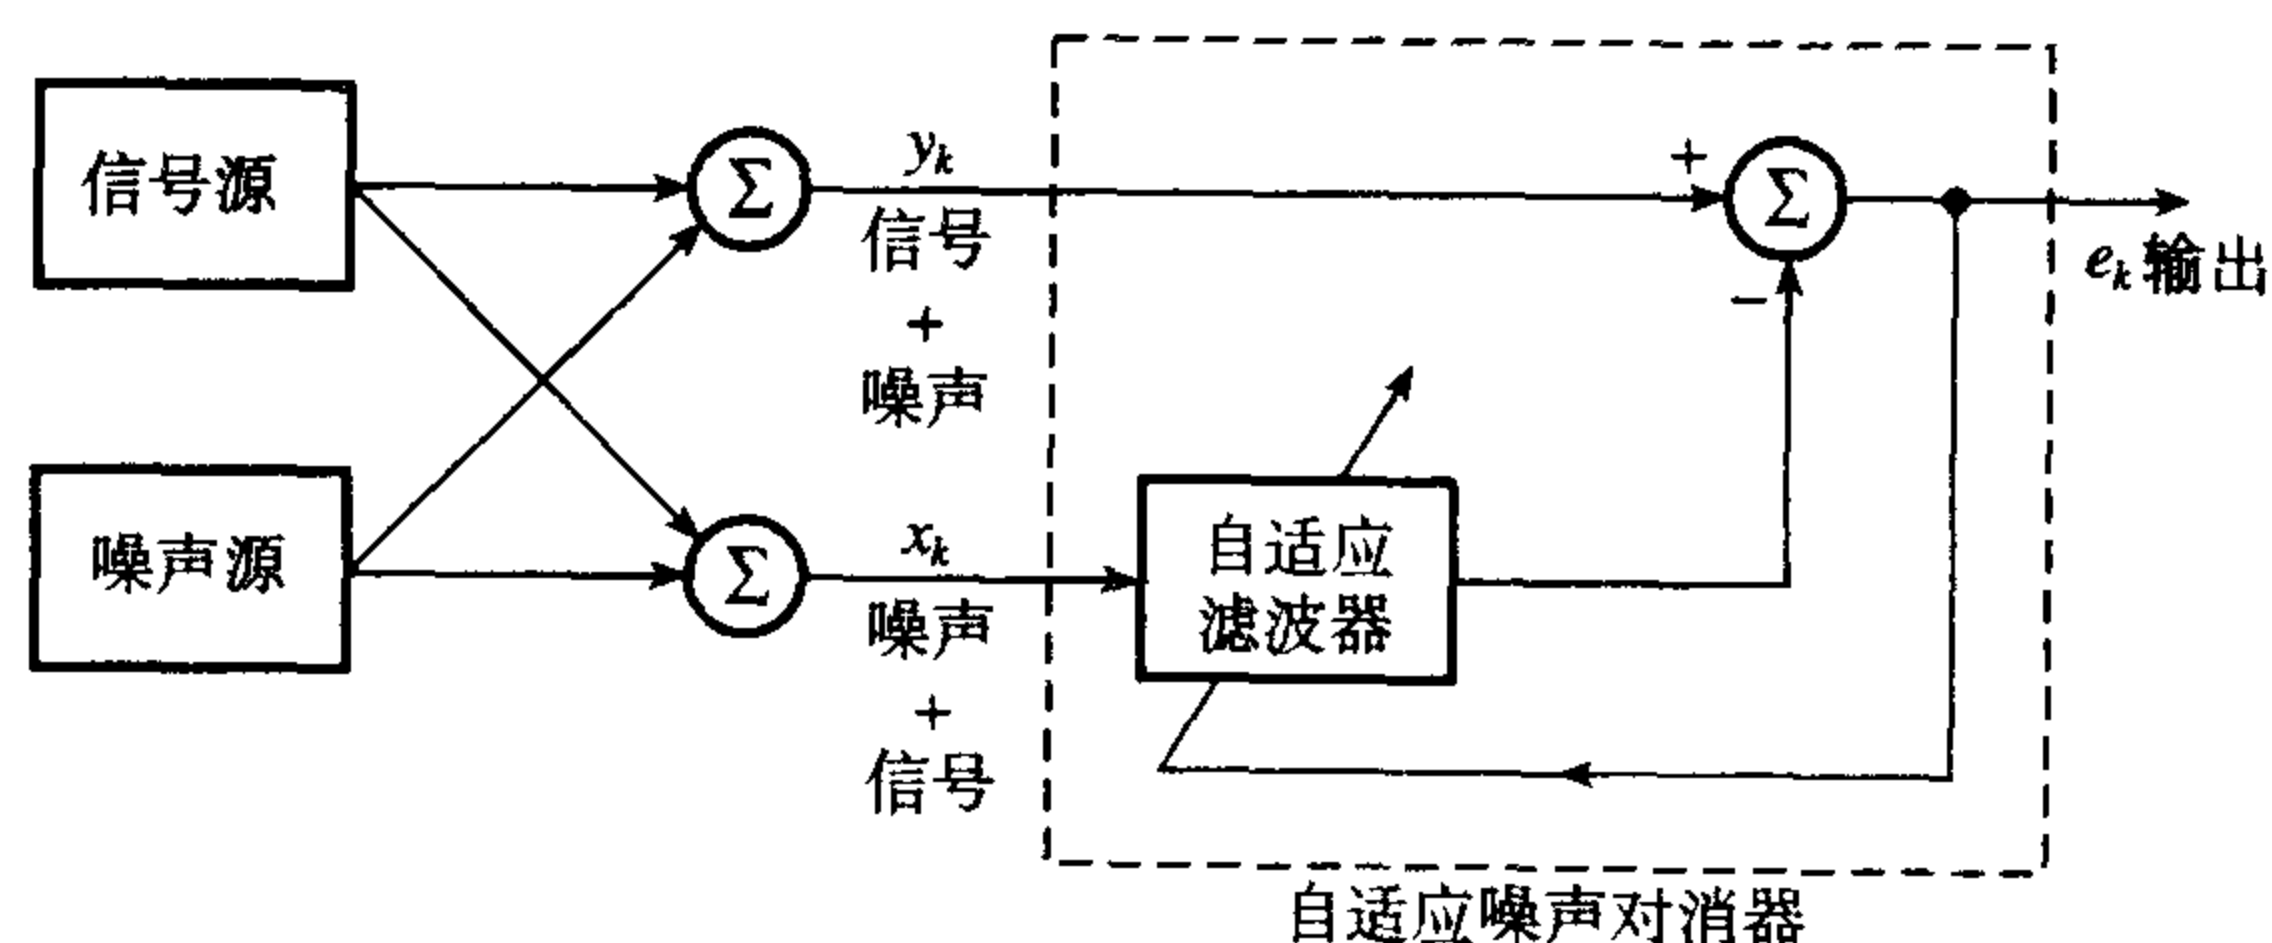 信号源
Σ
y_k
信号
+
噪声
+
Σ
−
e_k 输出
噪声源
Σ
x_k
噪声
+
信号
自适应
滤波器
自适应噪声对消器